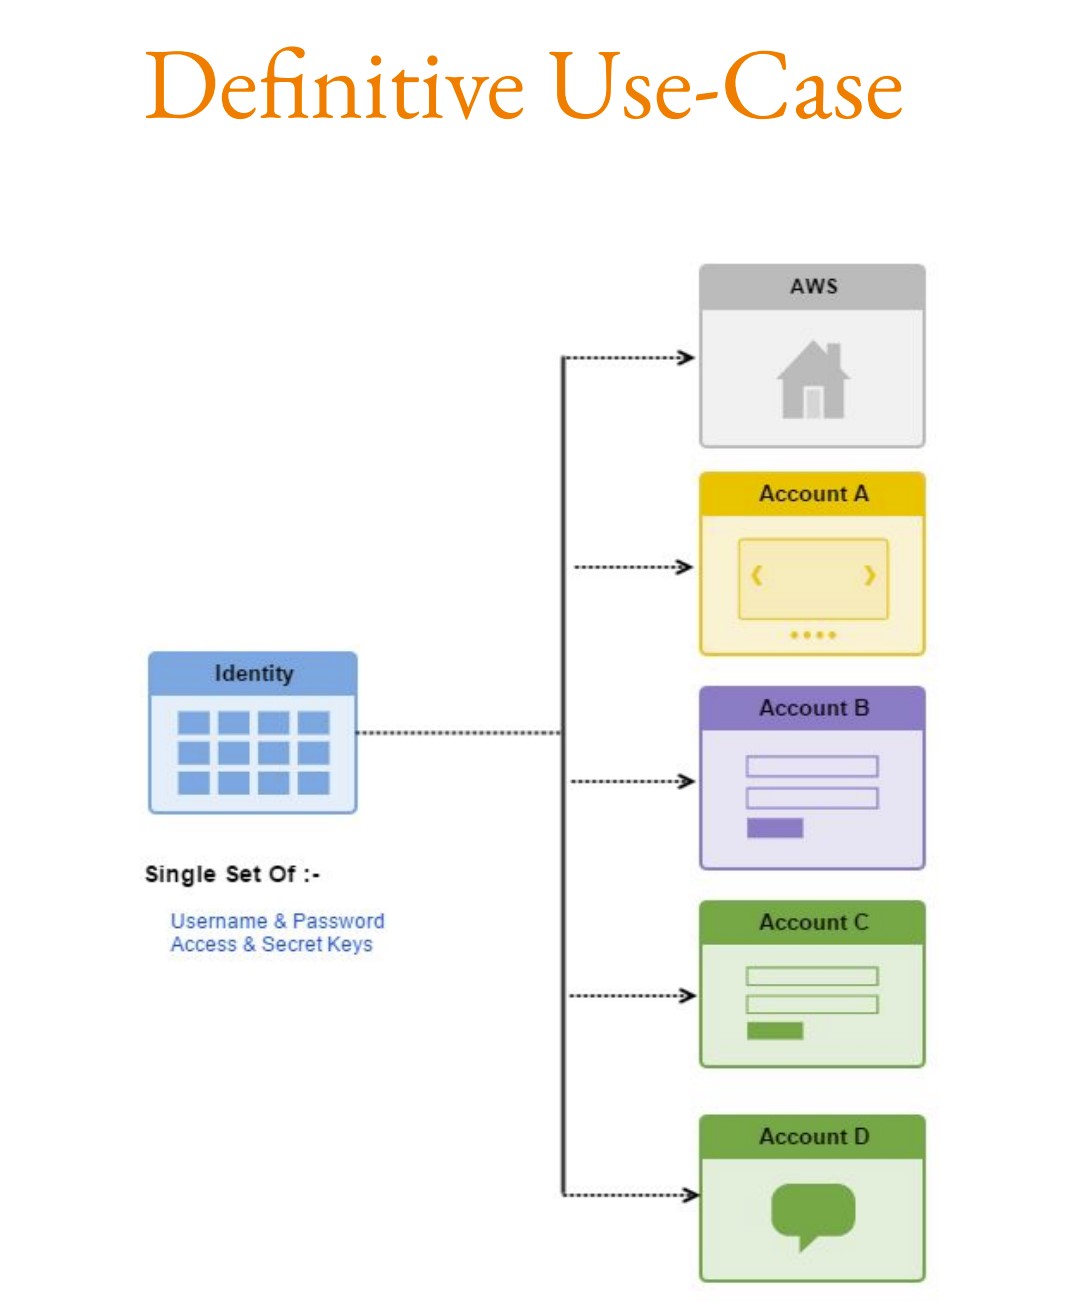 Definitive Use-Case
AWS
Account A
Account B
Identity
Single Set Of :-
Username & Password
Access & Secret Keys
Account C
Account D